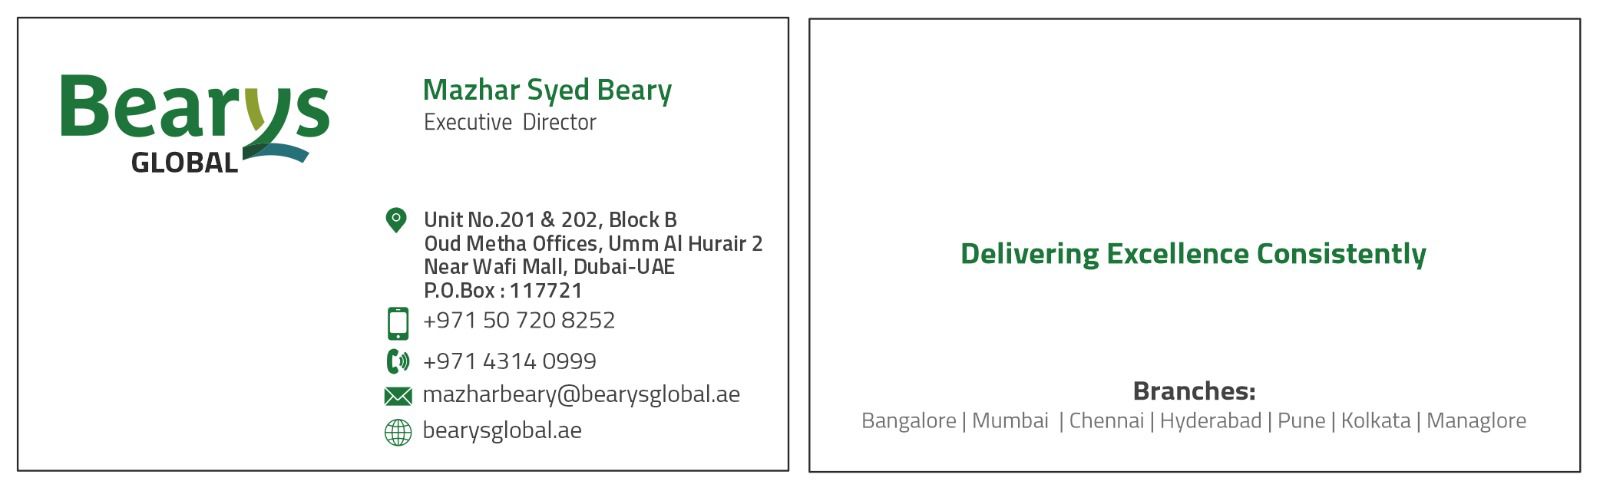 Bearys
GLOBAL
Mazhar Syed Beary
Executive Director
Unit No.201 & 202, Block B
Oud Metha Offices, Umm Al Hurair 2
Near Wafi Mall, Dubai-UAE
P.O.Box : 117721
+971 50 720 8252
+971 4314 0999
mazharbeary@bearysglobal.ae
bearysglobal.ae
Delivering Excellence Consistently
Branches:
Bangalore | Mumbai | Chennai | Hyderabad | Pune | Kolkata | Managlore